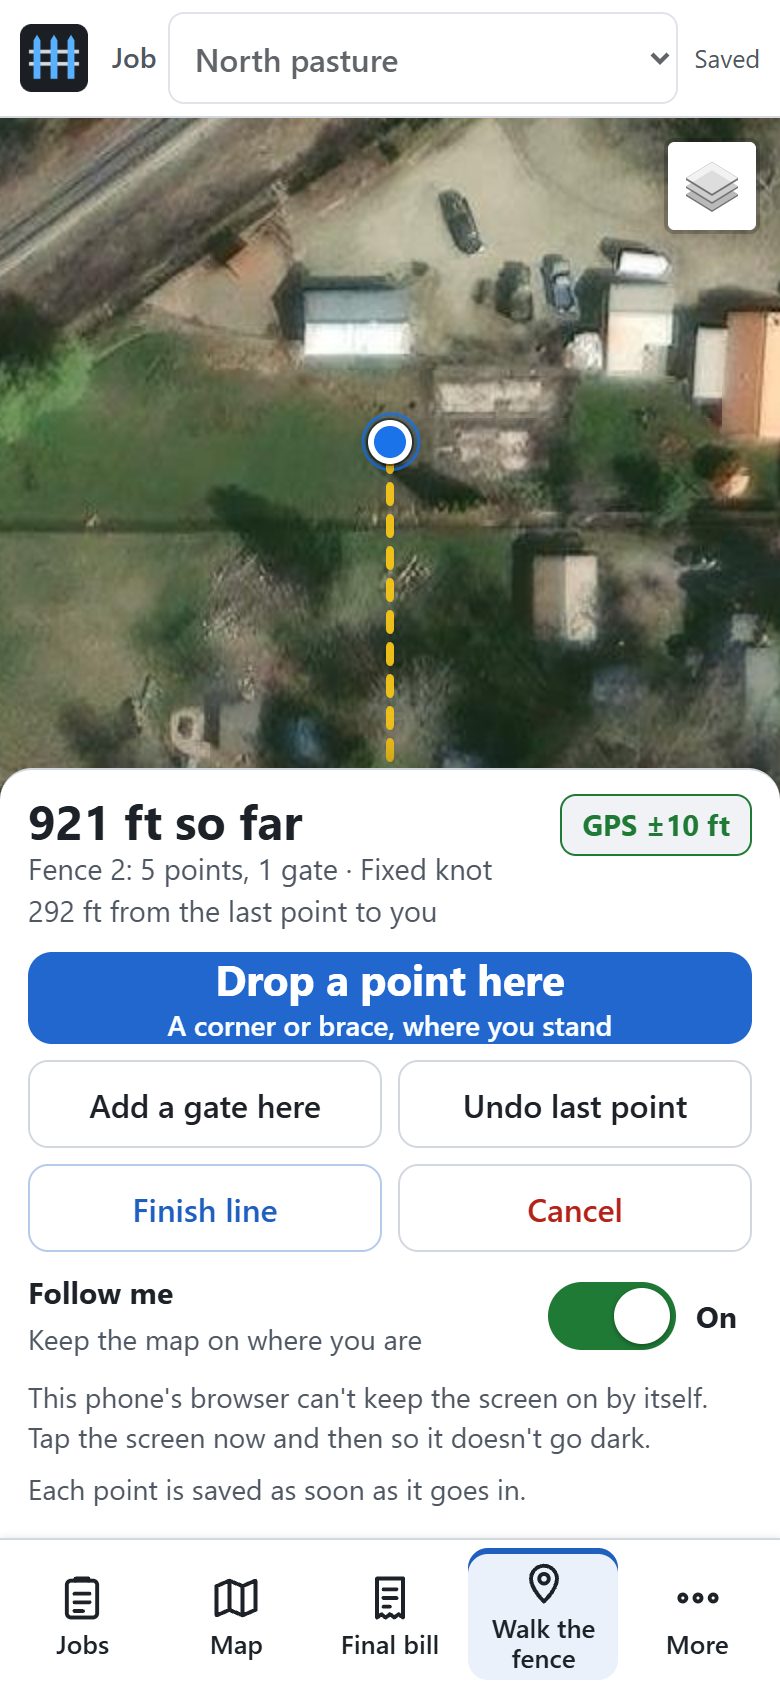 Job
North pasture
Saved
921 ft so far
GPS ±10 ft
Fence 2: 5 points, 1 gate · Fixed knot
292 ft from the last point to you
Drop a point here
A corner or brace, where you stand
Add a gate here
Undo last point
Finish line
Cancel
Follow me
Keep the map on where you are
On
This phone's browser can't keep the screen on by itself.
Tap the screen now and then so it doesn't go dark.
Each point is saved as soon as it goes in.
Jobs
Map
Final bill
Walk the
fence
More